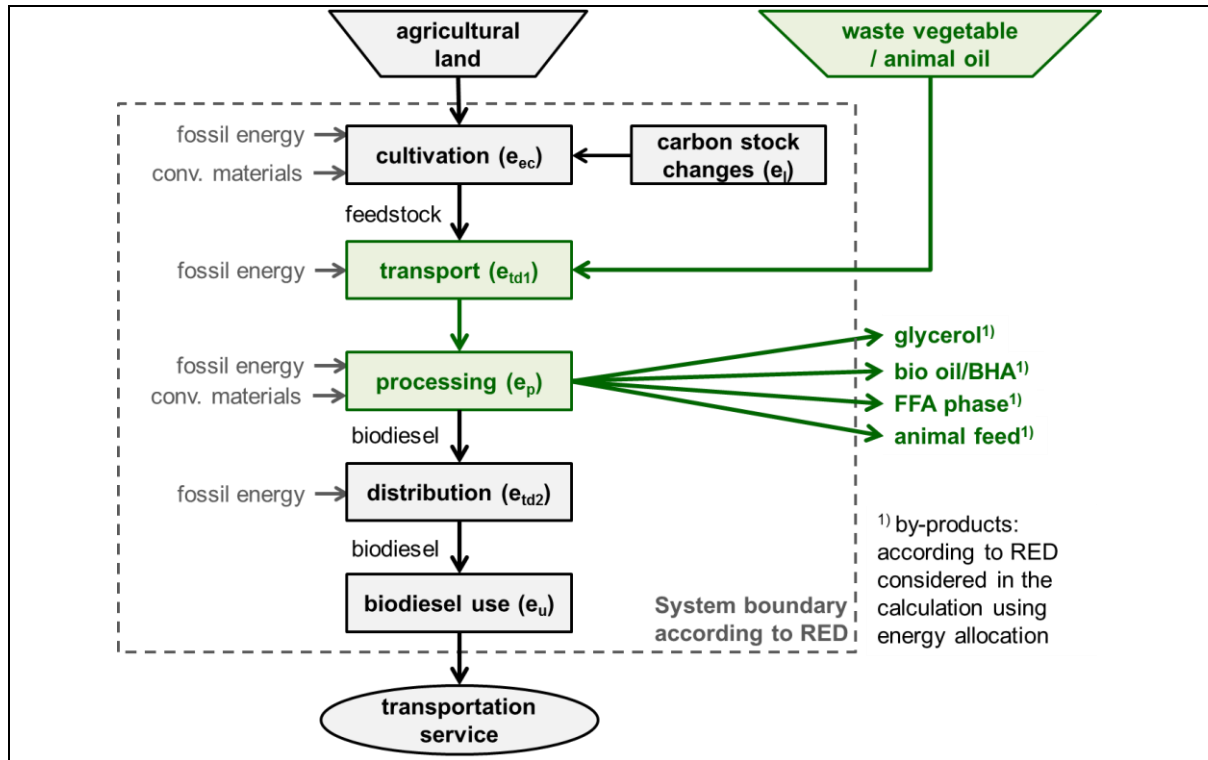 agricultural
land
waste vegetable
/ animal oil
fossil energy
conv. materials
cultivation (eec)
carbon stock
changes (el)
feedstock
fossil energy
transport (etd1)
fossil energy
conv. materials
processing (ep)
glycerol1)
bio oil/BHA1)
FFA phase1)
animal feed1)
biodiesel
fossil energy
distribution (etd2)
biodiesel
1) by-products:
according to RED
considered in the
calculation using
energy allocation
biodiesel use (eu)
System boundary
according to RED
transportation
service